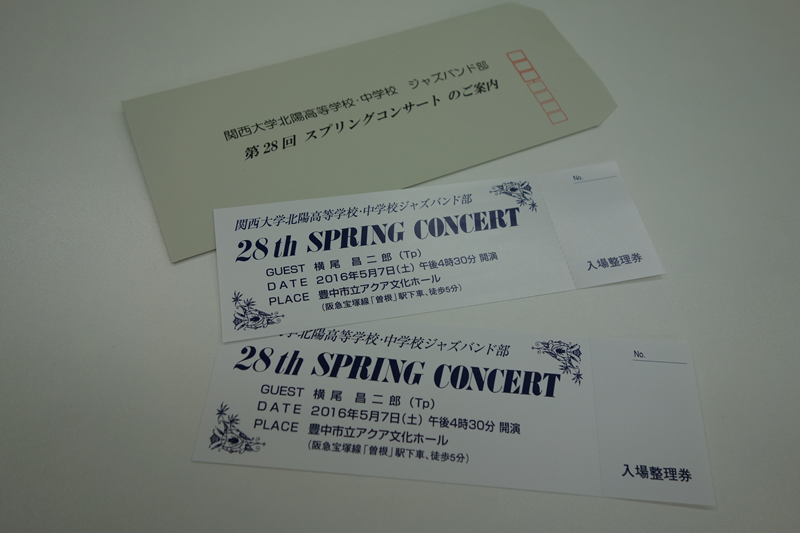 関西大学北陽高等学校・中学校 ジャズバンド部
第28回 スプリングコンサート のご案内
関西大学北陽高等学校・中学校ジャズバンド部
28th SPRING CONCERT
GUEST 横尾 昌二郎 (Tp)
DATE 2016年5月7日(土) 午後4時30分 開演
PLACE 豊中市立アクア文化ホール
(阪急宝塚線「曽根」駅下車、徒歩5分)
No.
入場整理券
北陽高等学校・中学校ジャズバンド部
28th SPRING CONCERT
GUEST 横尾 昌二郎 (Tp)
DATE 2016年5月7日(土) 午後4時30分 開演
PLACE 豊中市立アクア文化ホール
(阪急宝塚線「曽根」駅下車、徒歩5分)
No.
入場整理券